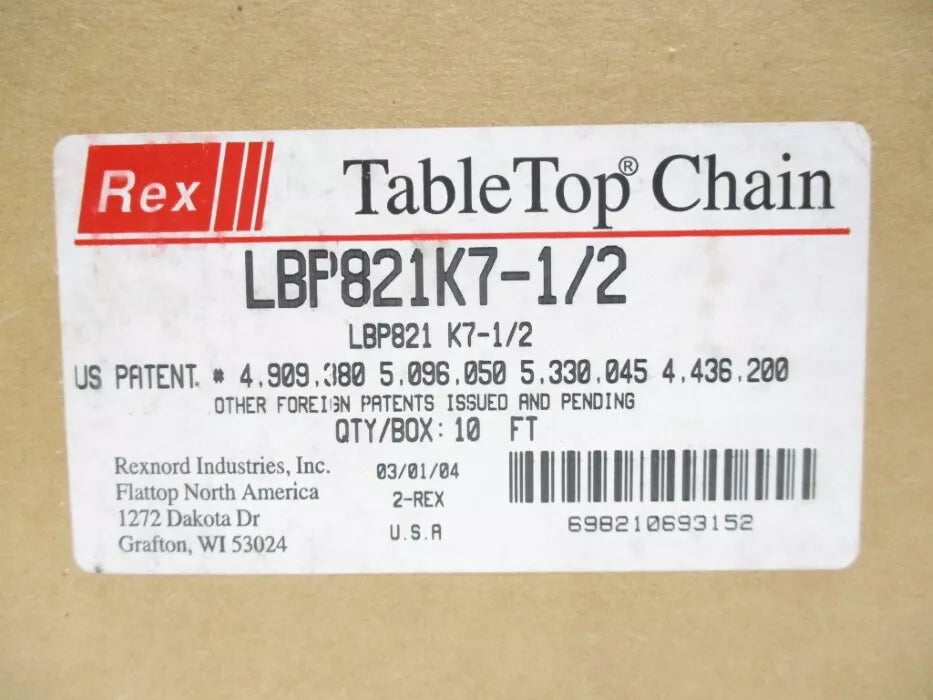 Rex
TableTop® Chain
LBP821K7-1/2
LBP821 K7-1/2
US PATENT. # 4.909.380 5.096.050 5.330.045 4.436.200
OTHER FOREIGN PATENTS ISSUED AND PENDING
QTY/BOX: 10 FT
Rexnord Industries, Inc.
Flattop North America
1272 Dakota Dr
Grafton, WI 53024
03/01/04
2-REX
U.S.A
698210693152